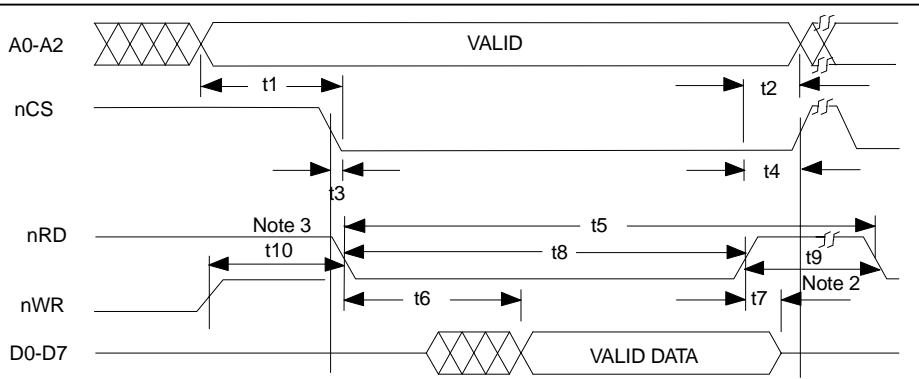 A0-A2
VALID
t1
t2
nCS
t3
t4
nRD
Note 3
t5
t10
t8
t9
Note 2
nWR
t6
t7
D0-D7
VALID DATA